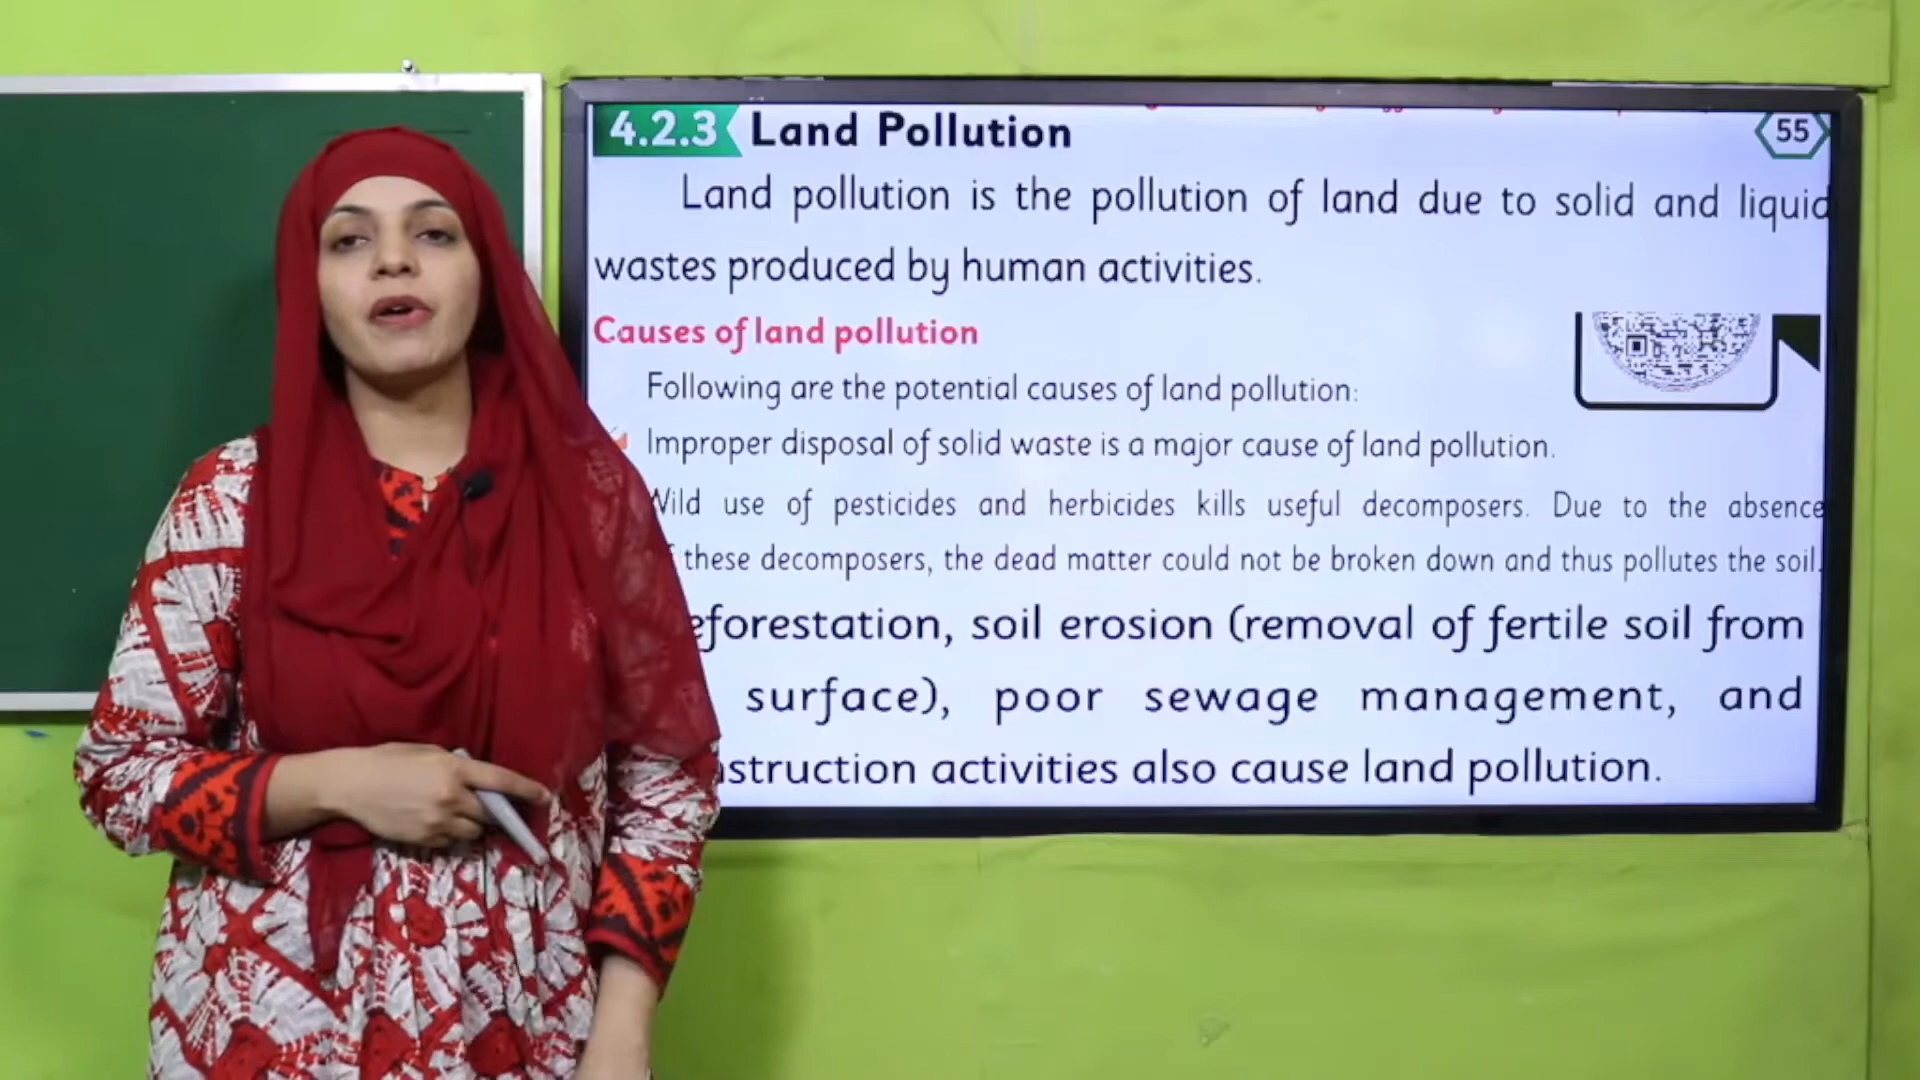 4.2.3 Land Pollution
55
Land pollution is the pollution of land due to solid and liquid
wastes produced by human activities.
Causes of land pollution
Following are the potential causes of land pollution:
Improper disposal of solid waste is a major cause of land pollution.
Wild use of pesticides and herbicides kills useful decomposers. Due to the absence
these decomposers, the dead matter could not be broken down and thus pollutes the soil.
eforestation, soil erosion (removal of fertile soil from
surface), poor sewage management, and
nstruction activities also cause land pollution.